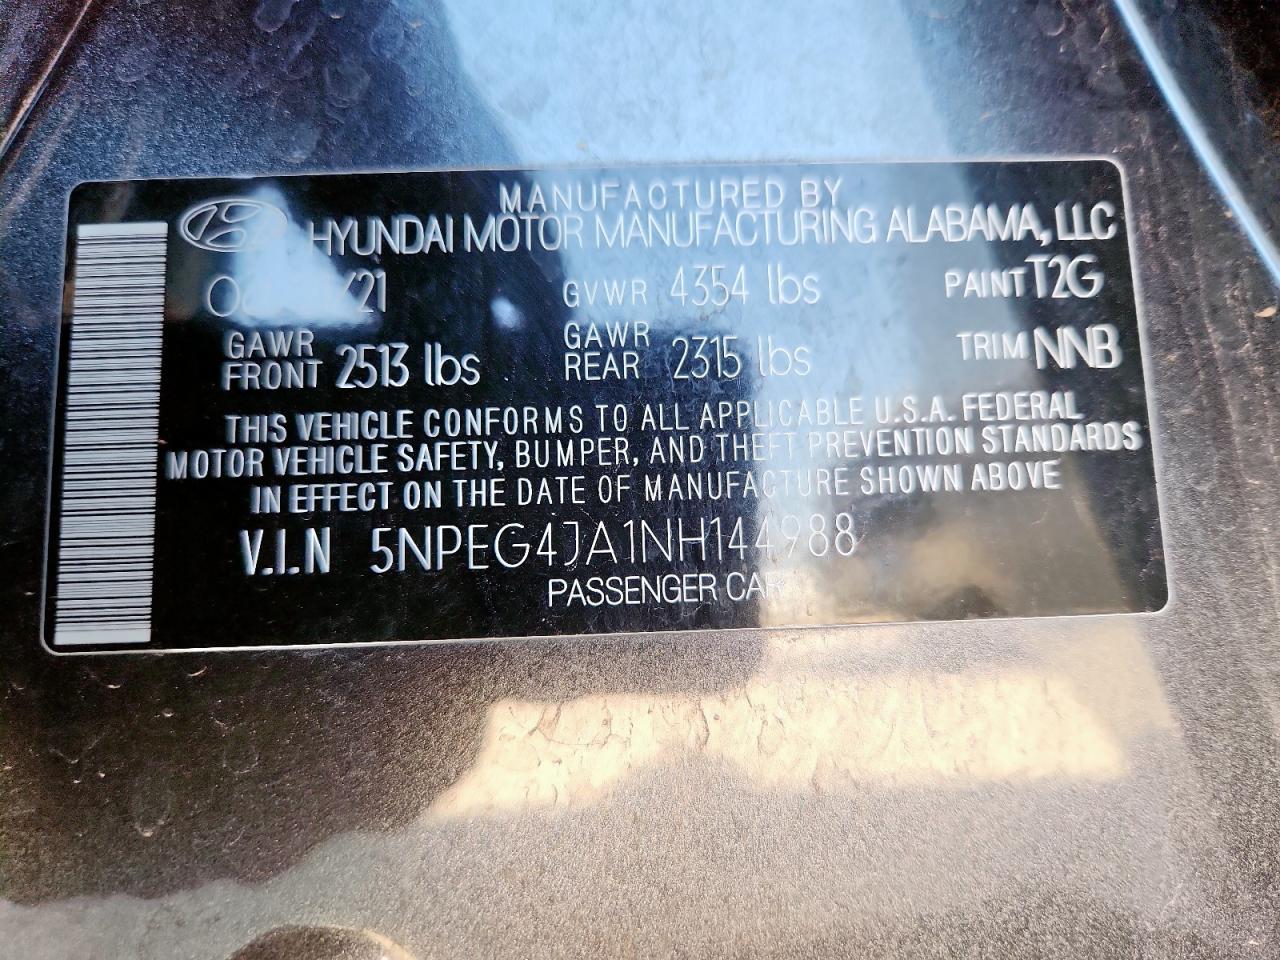 MANUFACTURED BY
HYUNDAI MOTOR MANUFACTURING ALABAMA, LLC
GVWR 4354 lbs PAINT T2G
GAWR FRONT 2513 lbs GAWR REAR 2315 lbs TRIM NNB
THIS VEHICLE CONFORMS TO ALL APPLICABLE U.S.A. FEDERAL
MOTOR VEHICLE SAFETY, BUMPER, AND THEFT PREVENTION STANDARDS
IN EFFECT ON THE DATE OF MANUFACTURE SHOWN ABOVE
V.I.N 5NPEG4JA1NH144988
PASSENGER CAR